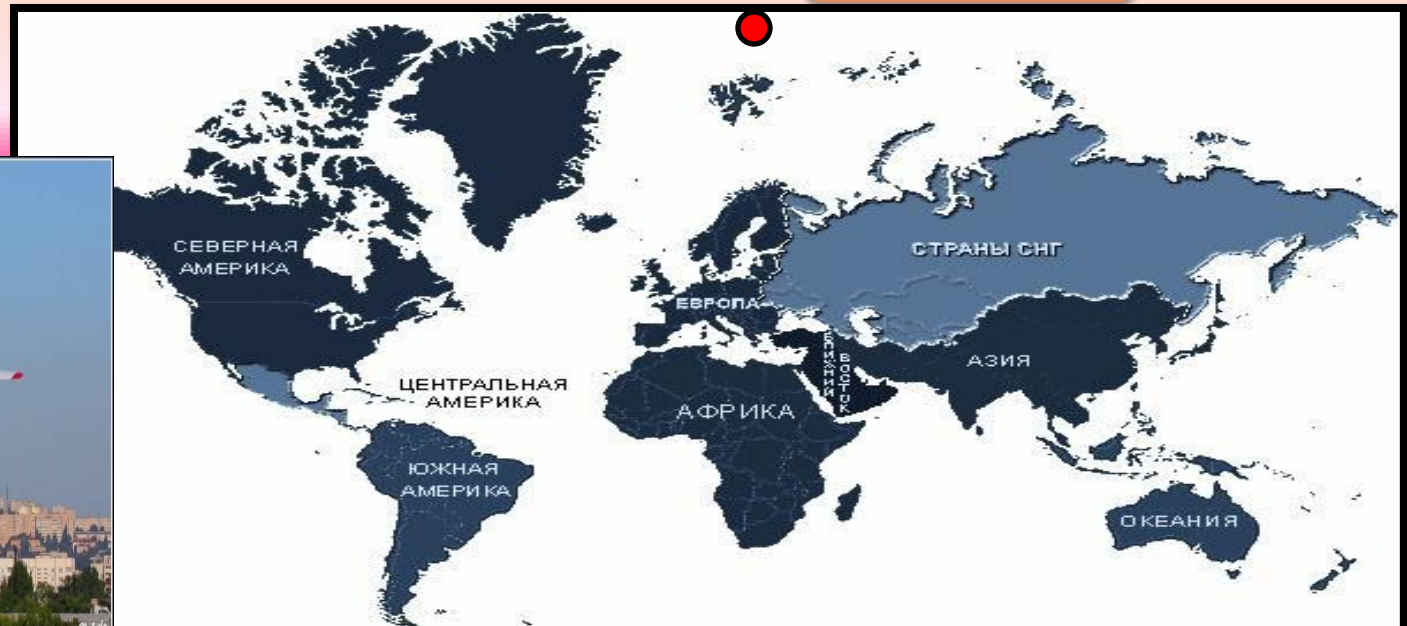 СЕВЕРНАЯ
АМЕРИКА
СТРАНЫ СНГ
ЕВРОПА
БЛИЖНИЙ
ВОСТОК
АЗИЯ
ЦЕНТРАЛЬНАЯ
АМЕРИКА
АФРИКА
ЮЖНАЯ
АМЕРИКА
ОКЕАНИЯ